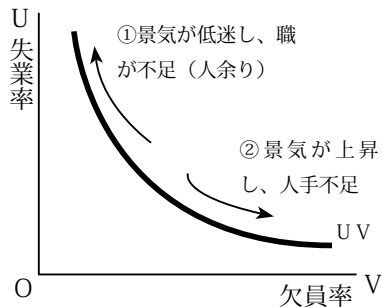 U
失業率
①景気が低迷し、職
が不足（人余り）
②景気が上昇
し、人手不足
UV
O
欠員率
V